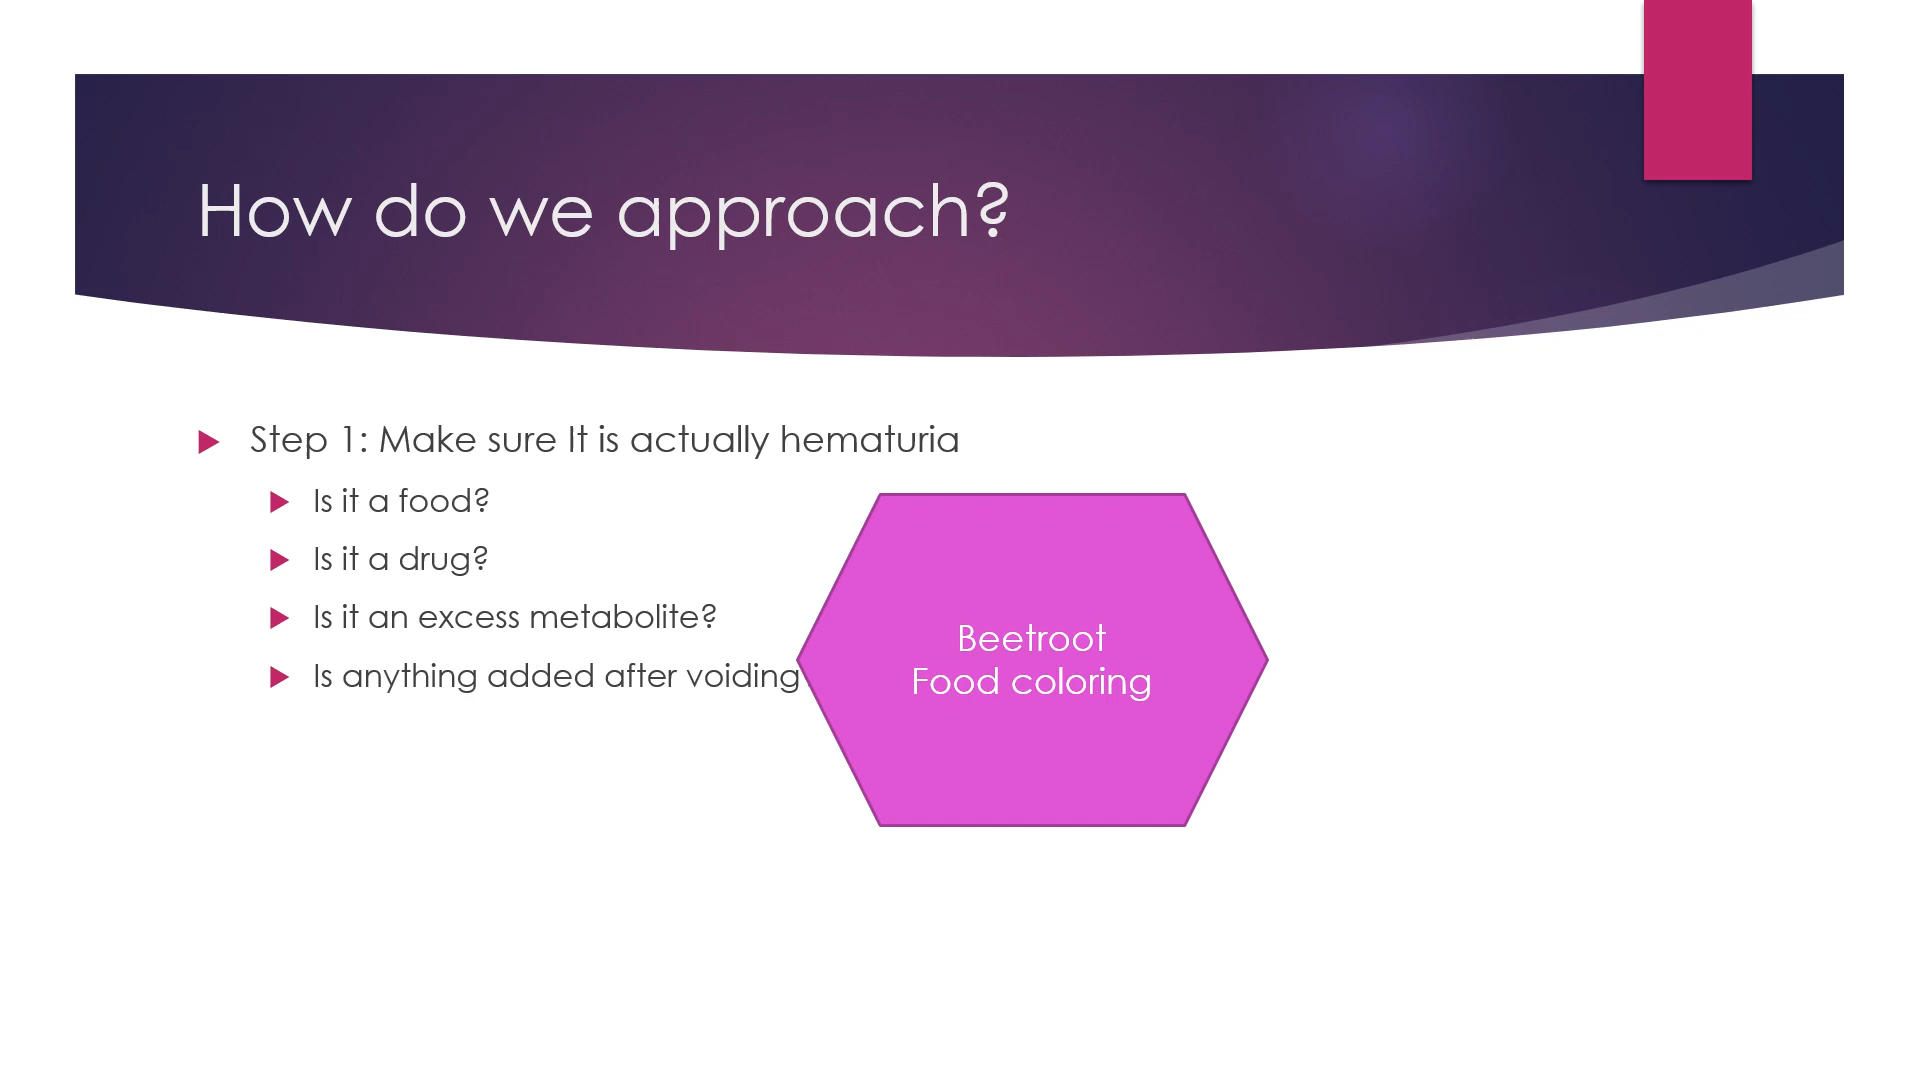 How do we approach?
Step 1: Make sure It is actually hematuria
Is it a food?
Is it a drug?
Is it an excess metabolite?
Is anything added after voiding
Beetroot
Food coloring